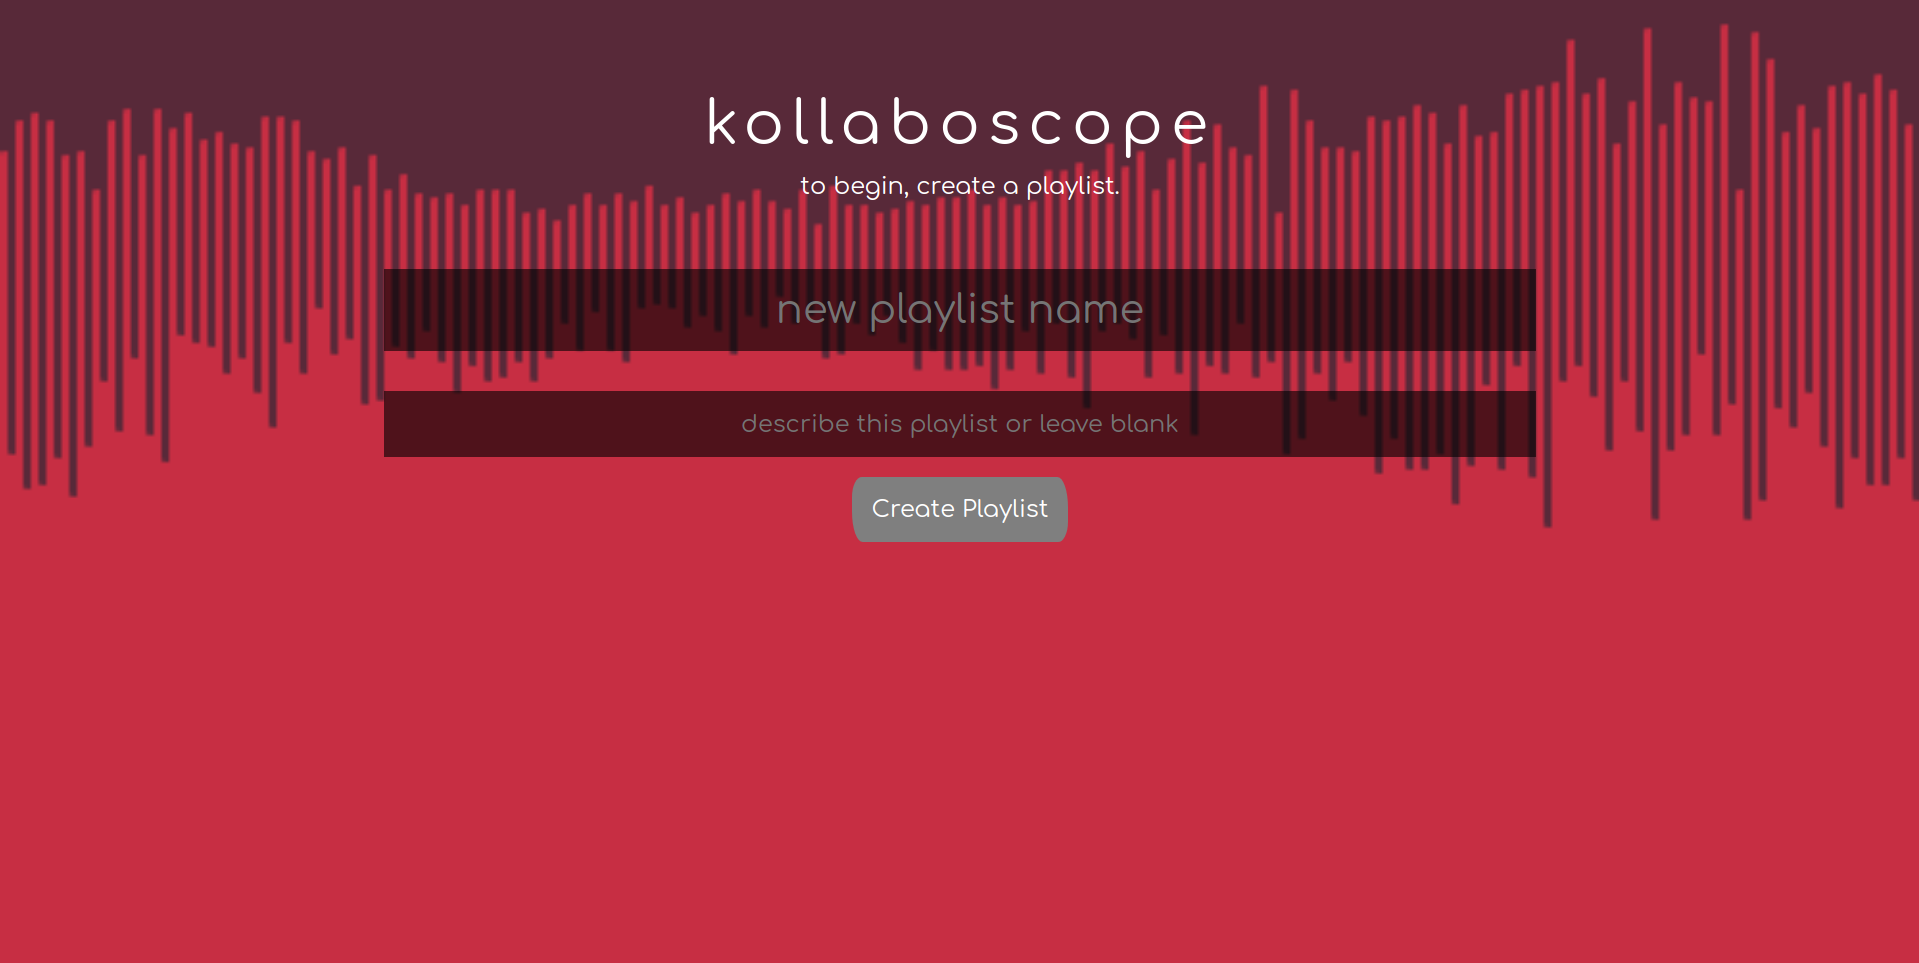 kollaboscope
to begin, create a playlist.
new playlist name
describe this playlist or leave blank
Create Playlist